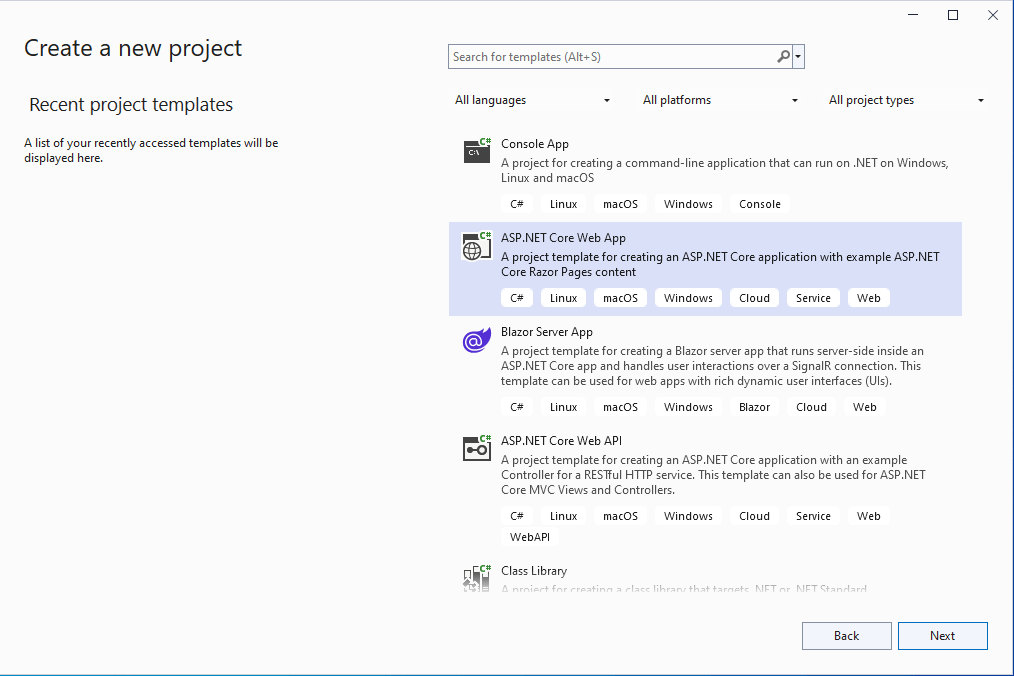 Create a new project
Search for templates (Alt+S)
Recent project templates
All languages
All platforms
All project types
A list of your recently accessed templates will be
displayed here.
C#
C:\
Console App
A project for creating a command-line application that can run on .NET on Windows,
Linux and macOS
C# Linux macOS Windows Console
C#
ASP.NET Core Web App
A project template for creating an ASP.NET Core application with example ASP.NET
Core Razor Pages content
C# Linux macOS Windows Cloud Service Web
@
Blazor Server App
A project template for creating a Blazor server app that runs server-side inside an
ASP.NET Core app and handles user interactions over a SignalR connection. This
template can be used for web apps with rich dynamic user interfaces (UIs).
C# Linux macOS Windows Blazor Cloud Web
C#
ASP.NET Core Web API
A project template for creating an ASP.NET Core application with an example
Controller for a RESTful HTTP service. This template can also be used for ASP.NET
Core MVC Views and Controllers.
C# Linux macOS Windows Cloud Service Web
WebAPI
C#
Class Library
A project for creating a class library that targets .NET or .NET Standard
Back
Next